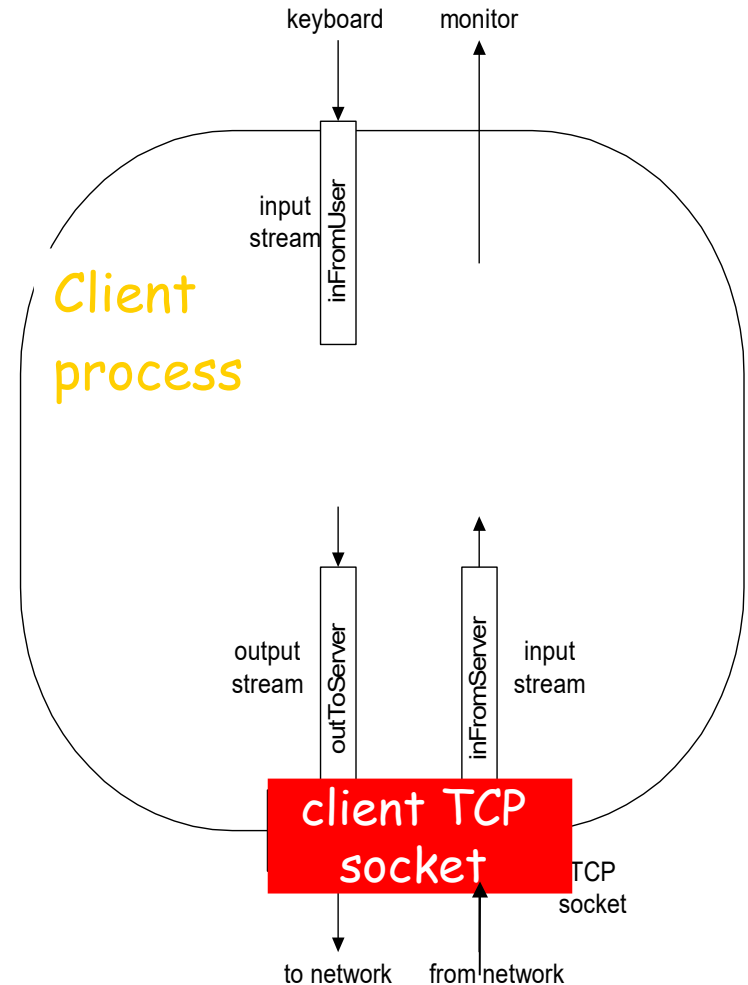 keyboard
monitor
input
stream
inFromUser
Client
process
output
stream
outToServer
inFromServer
input
stream
client TCP
socket
TCP
socket
to network
from network